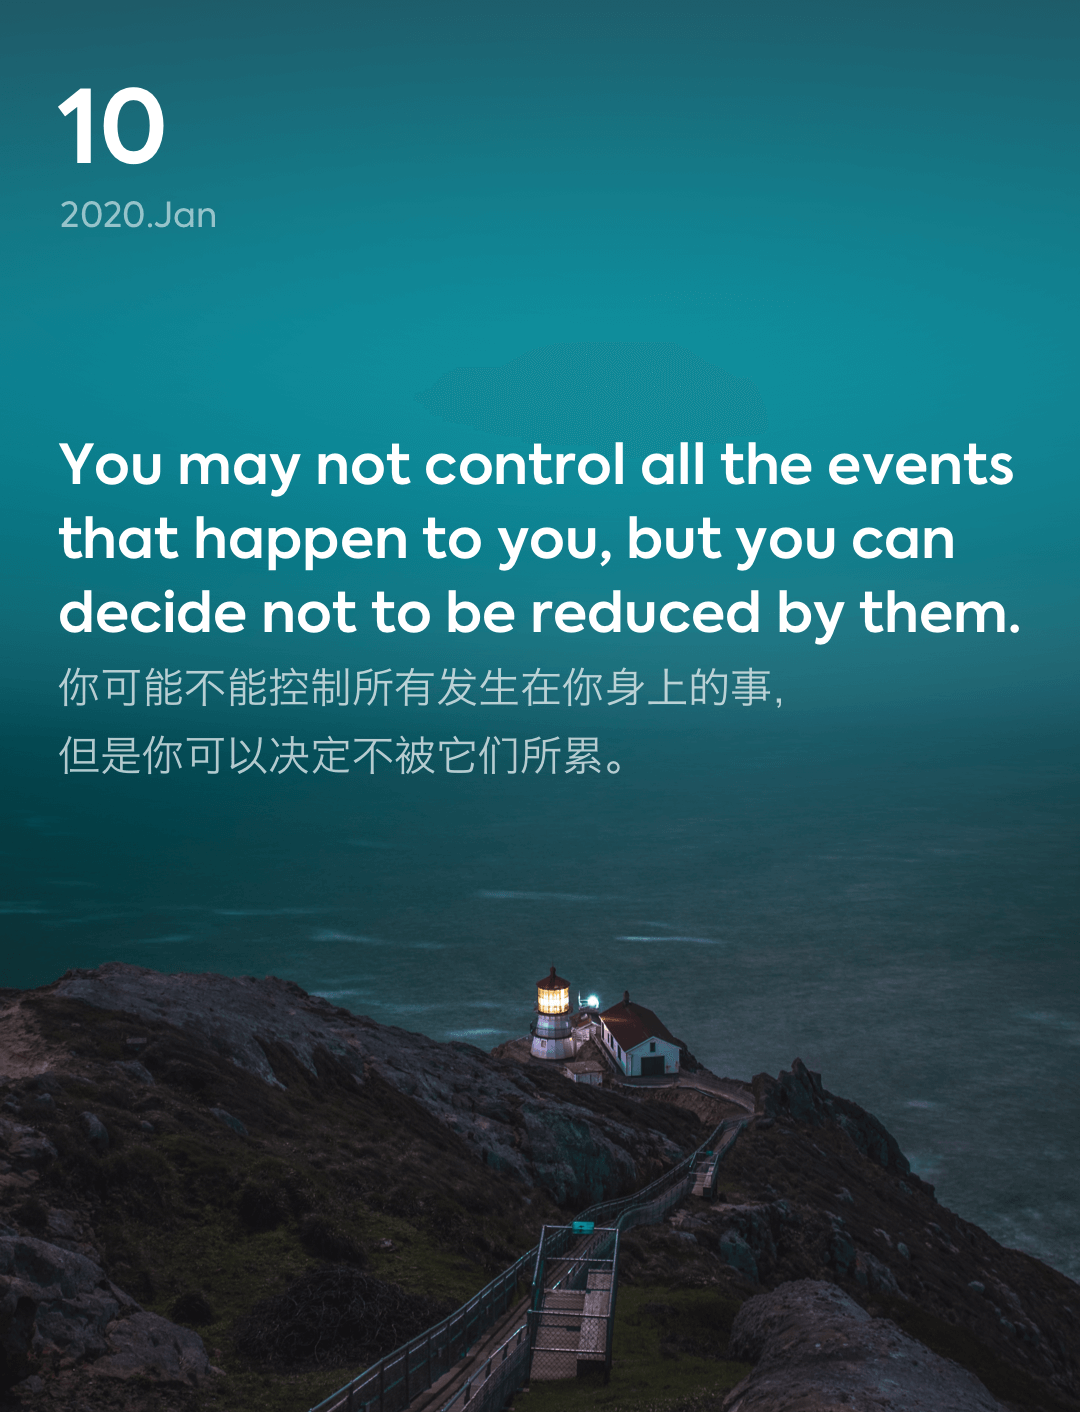 10
2020.Jan
You may not control all the events
that happen to you, but you can
decide not to be reduced by them.
你可能不能控制所有发生在你身上的事,
但是你可以决定不被它们所累。